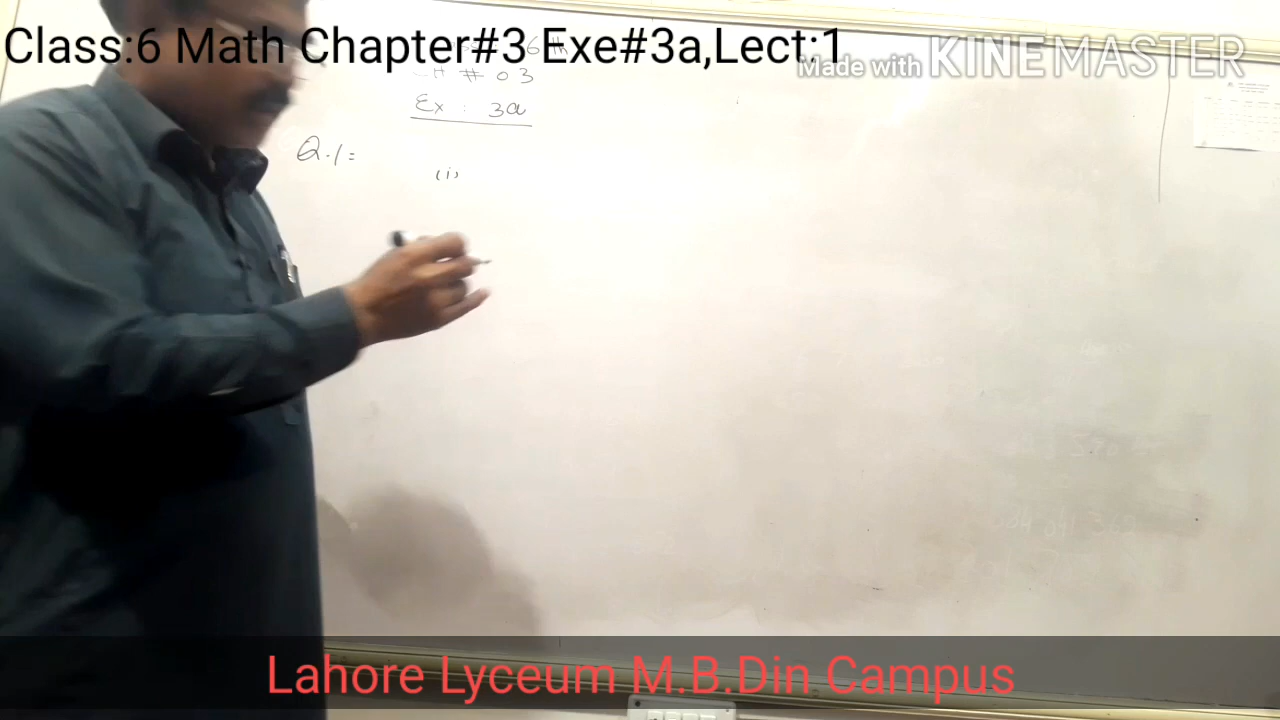 Class:6 Math Chapter#3 Exe#3a,Lect:1
Made with KINEMASTER
# 03
Ex : 3a
Q.1=
(i)
Lahore Lyceum M.B.Din Campus